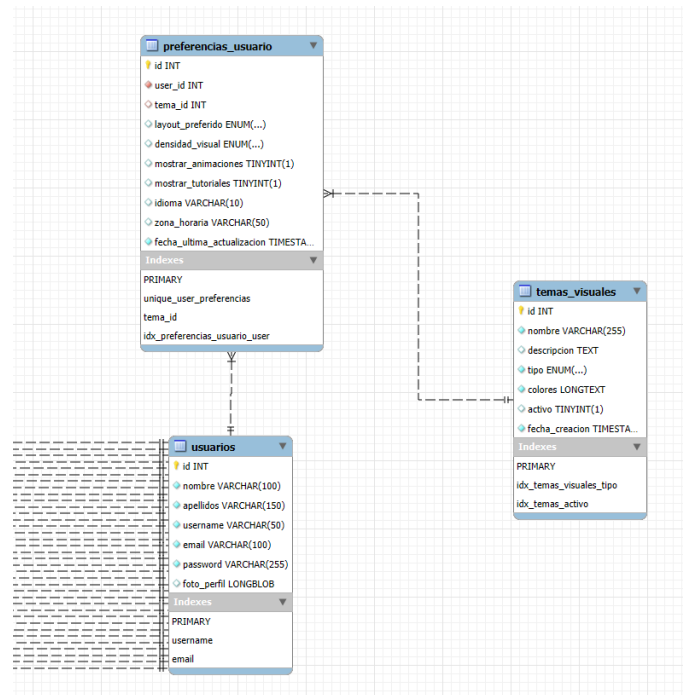 preferencias_usuario
id INT
user_id INT
tema_id INT
layout_preferido ENUM(...)
densidad_visual ENUM(...)
mostrar_animaciones TINYINT(1)
mostrar_tutoriales TINYINT(1)
idioma VARCHAR(10)
zona_horaria VARCHAR(50)
fecha_ultima_actualizacion TIMESTA...
Indexes
PRIMARY
unique_user_preferencias
tema_id
idx_preferencias_usuario_user
temas_visuales
id INT
nombre VARCHAR(255)
descripcion TEXT
tipo ENUM(...)
colores LONGTEXT
activo TINYINT(1)
fecha_creacion TIMESTA...
Indexes
PRIMARY
idx_temas_visuales_tipo
idx_temas_activo
usuarios
id INT
nombre VARCHAR(100)
apellidos VARCHAR(150)
username VARCHAR(50)
email VARCHAR(100)
password VARCHAR(255)
foto_perfil LONGBLOB
Indexes
PRIMARY
username
email